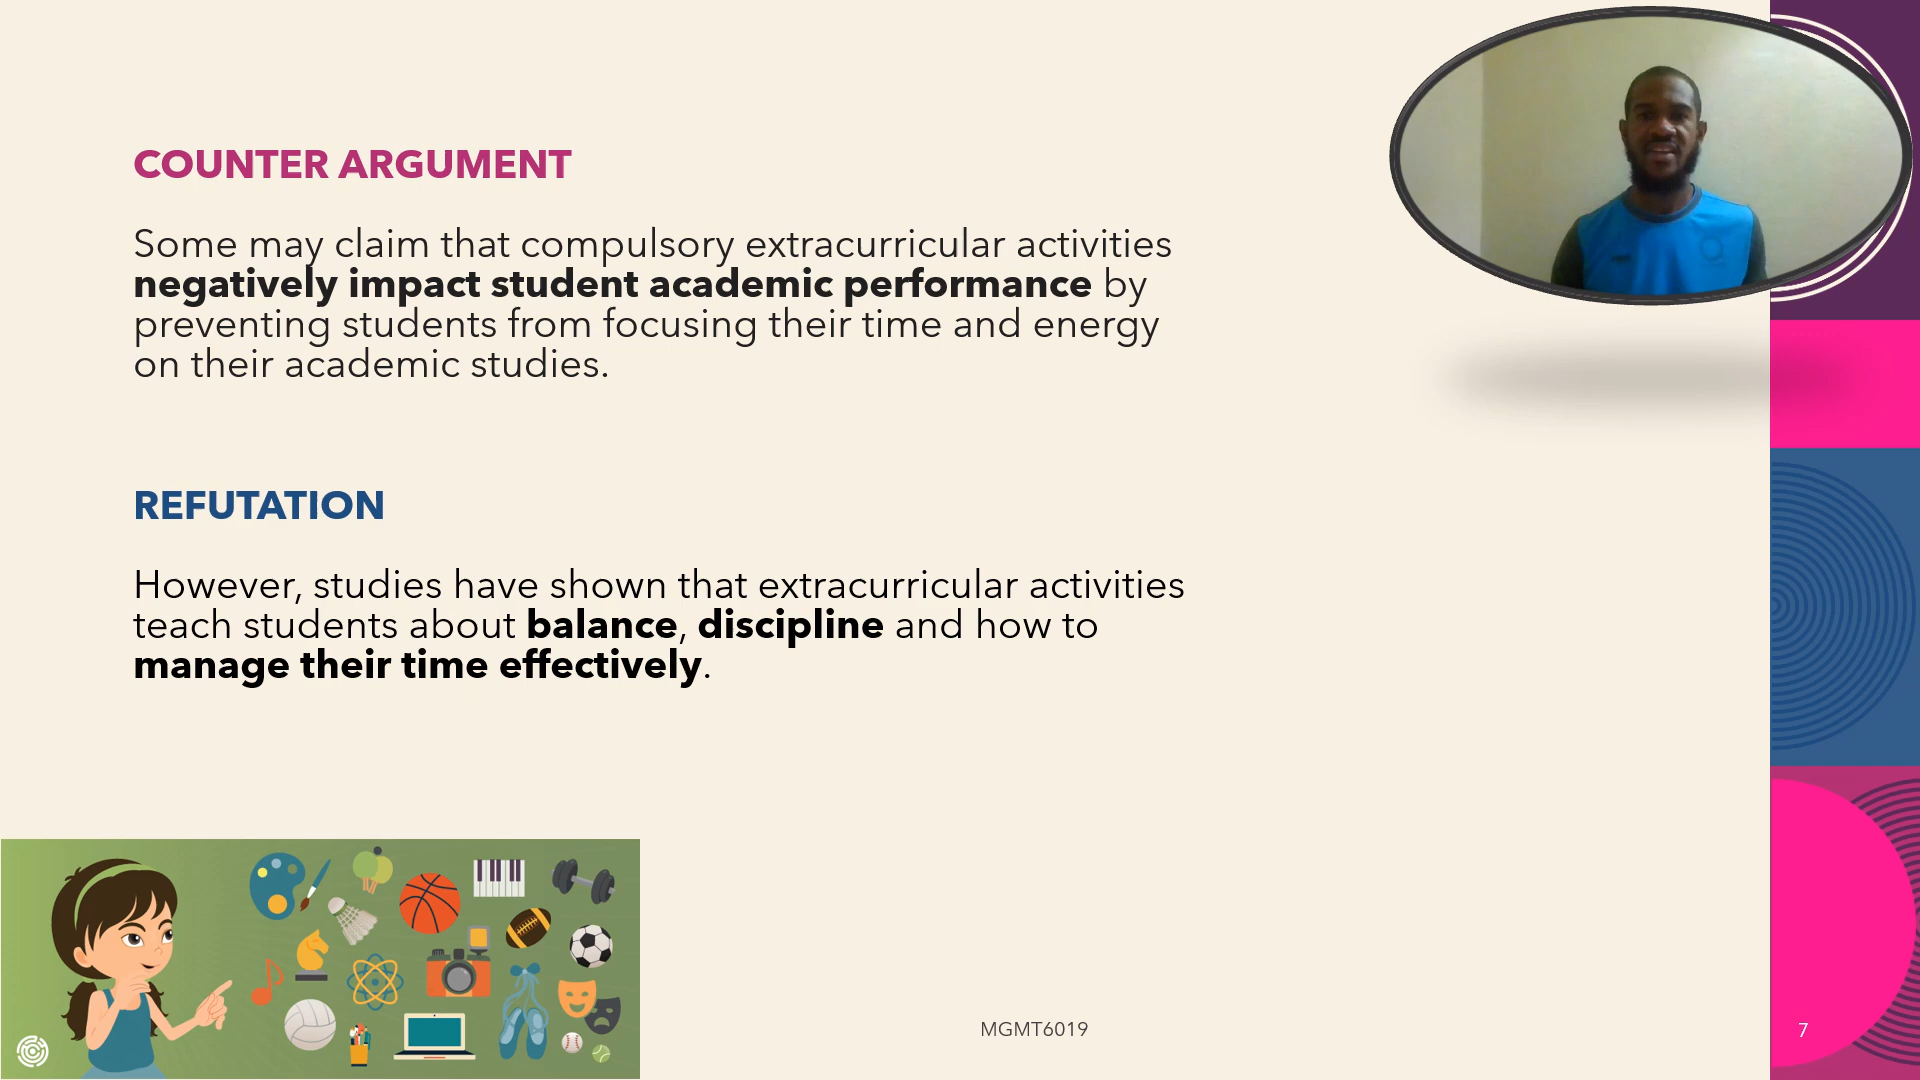 COUNTER ARGUMENT
Some may claim that compulsory extracurricular activities
negatively impact student academic performance by
preventing students from focusing their time and energy
on their academic studies.
REFUTATION
However, studies have shown that extracurricular activities
teach students about balance, discipline and how to
manage their time effectively.
MGMT6019
7